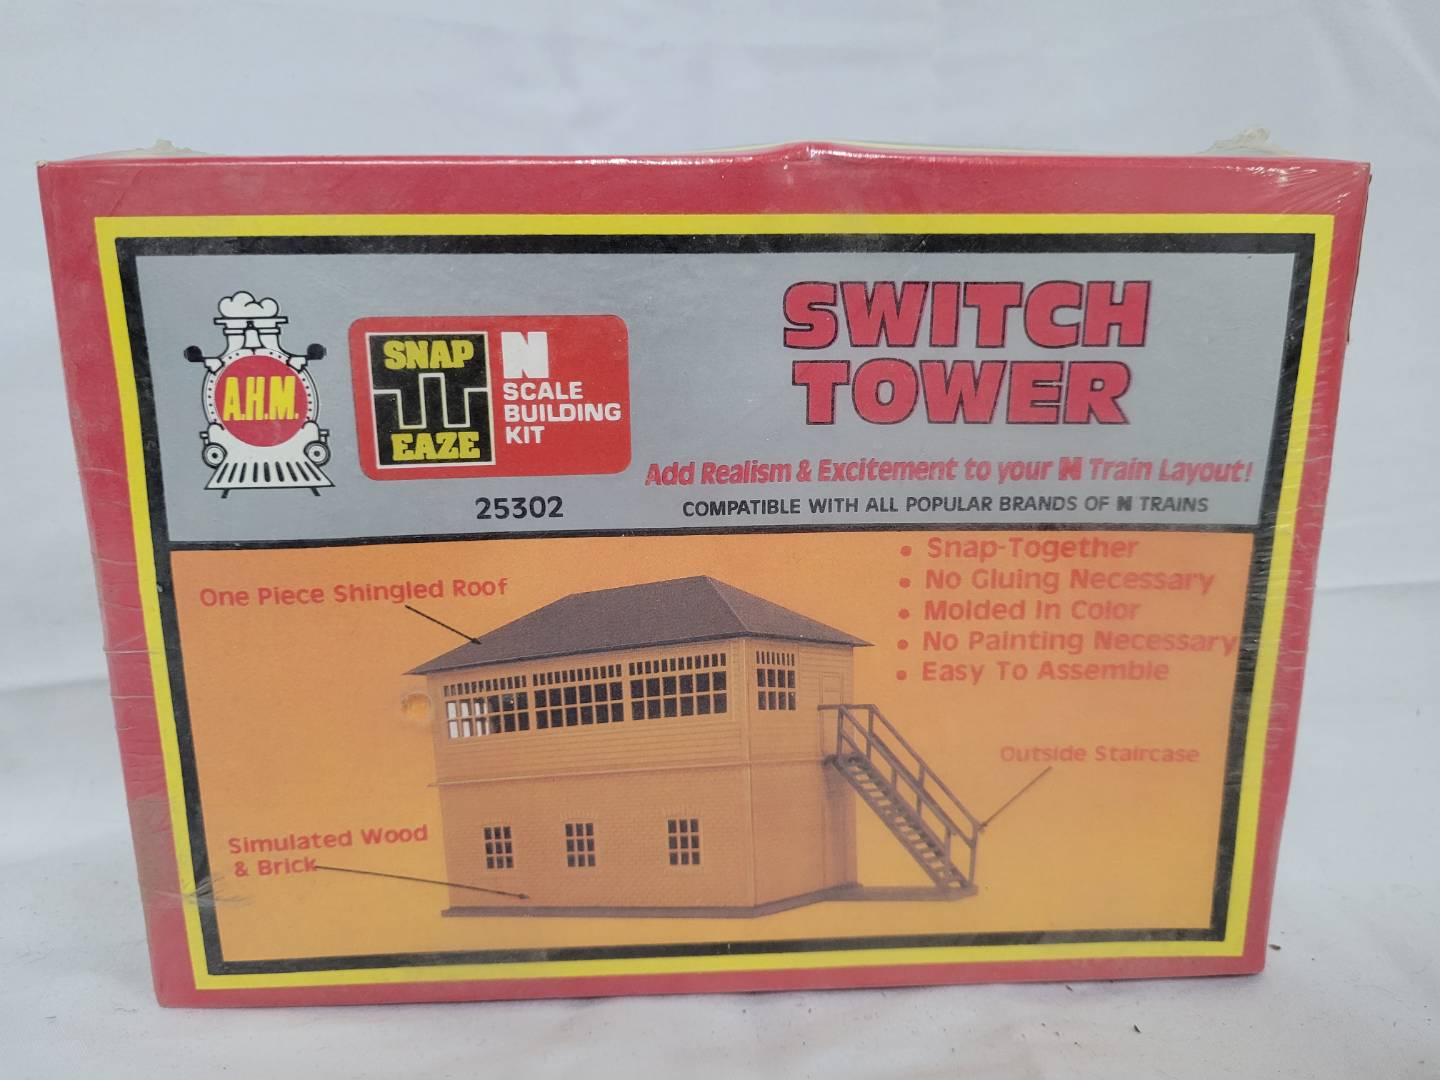 A.H.M.
SNAP
IT
EAZE
N
SCALE
BUILDING
KIT
25302
SWITCH
TOWER
Add Realism & Excitement to your N Train Layout!
COMPATIBLE WITH ALL POPULAR BRANDS OF N TRAINS
• Snap-Together
• No Gluing Necessary
• Molded In Color
• No Painting Necessary
• Easy To Assemble
One Piece Shingled Roof
Outside Staircase
Simulated Wood
& Brick